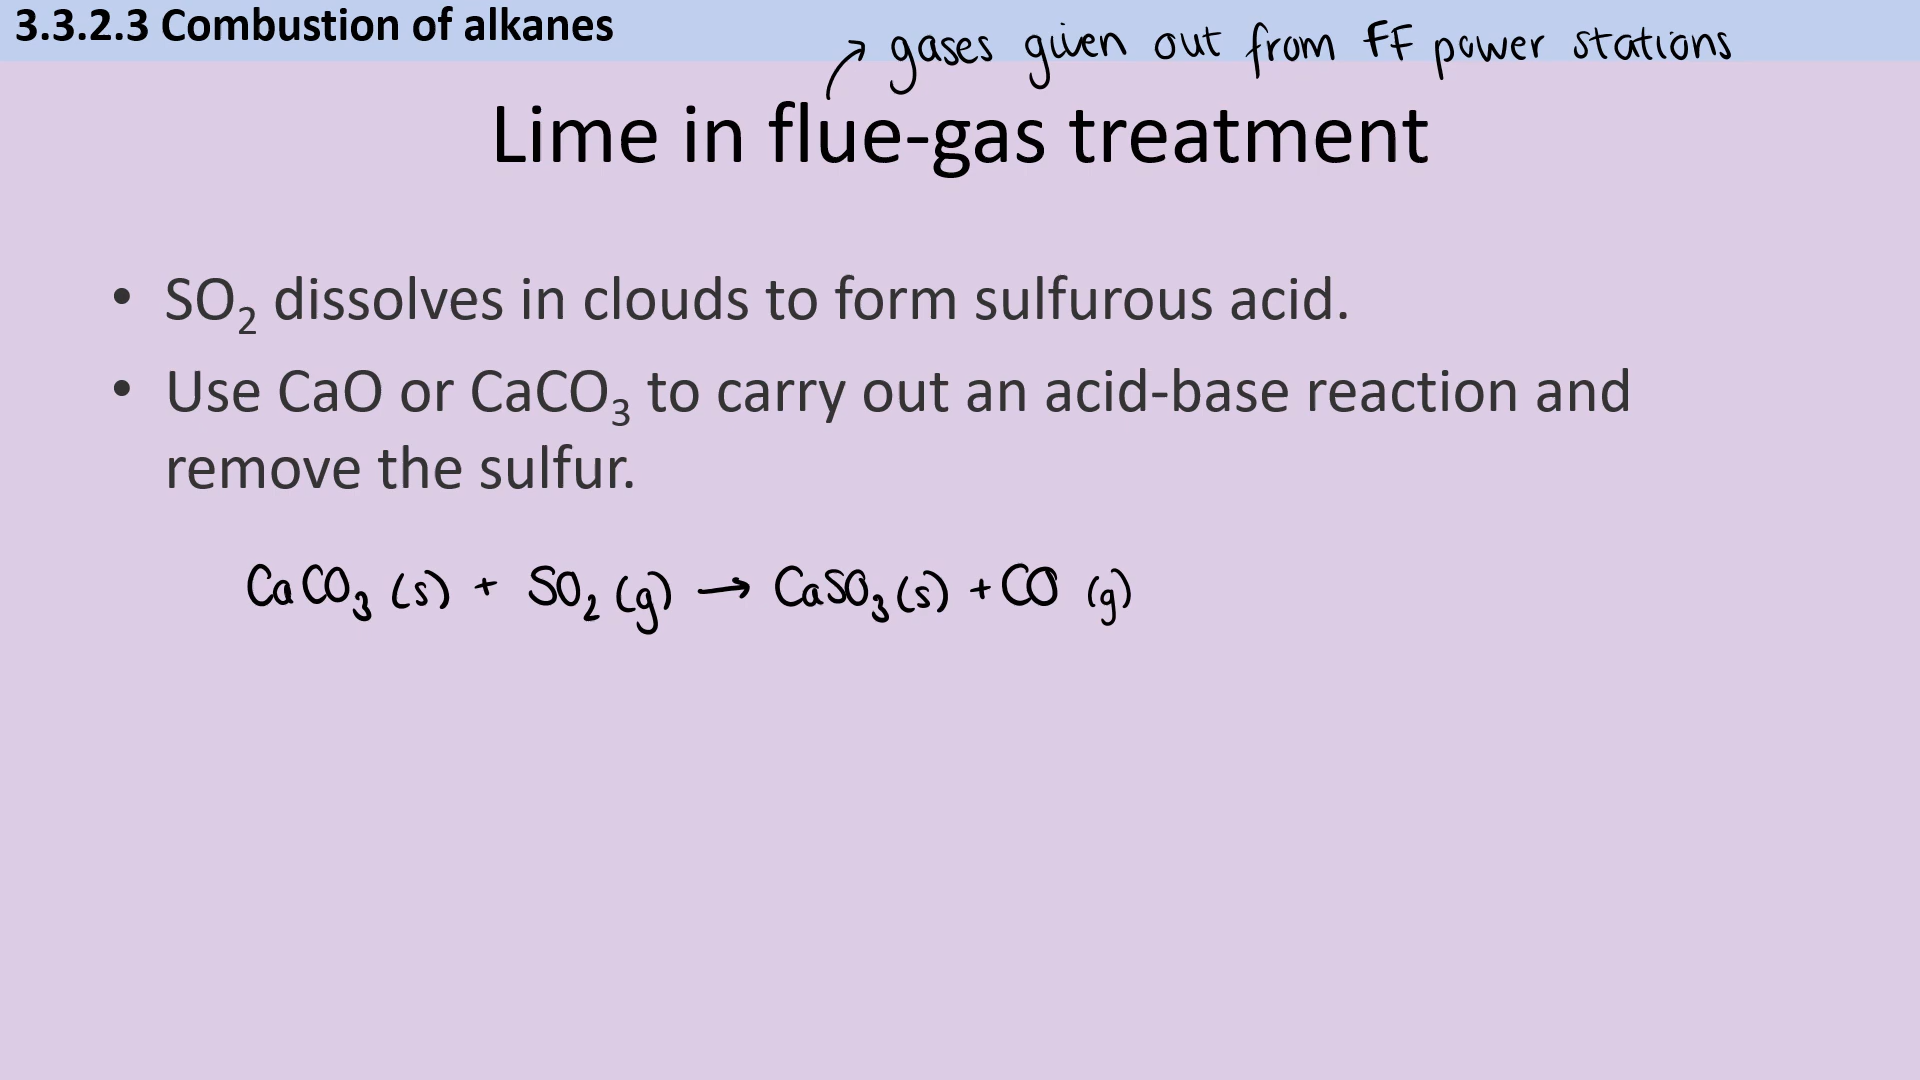 3.3.2.3 Combustion of alkanes
gases given out from FF power stations
Lime in flue-gas treatment
• SO₂ dissolves in clouds to form sulfurous acid.
• Use CaO or CaCO₃ to carry out an acid-base reaction and
remove the sulfur.
CaCO₃ (s) + SO₂ (g) → CaSO₃ (s) + CO (g)